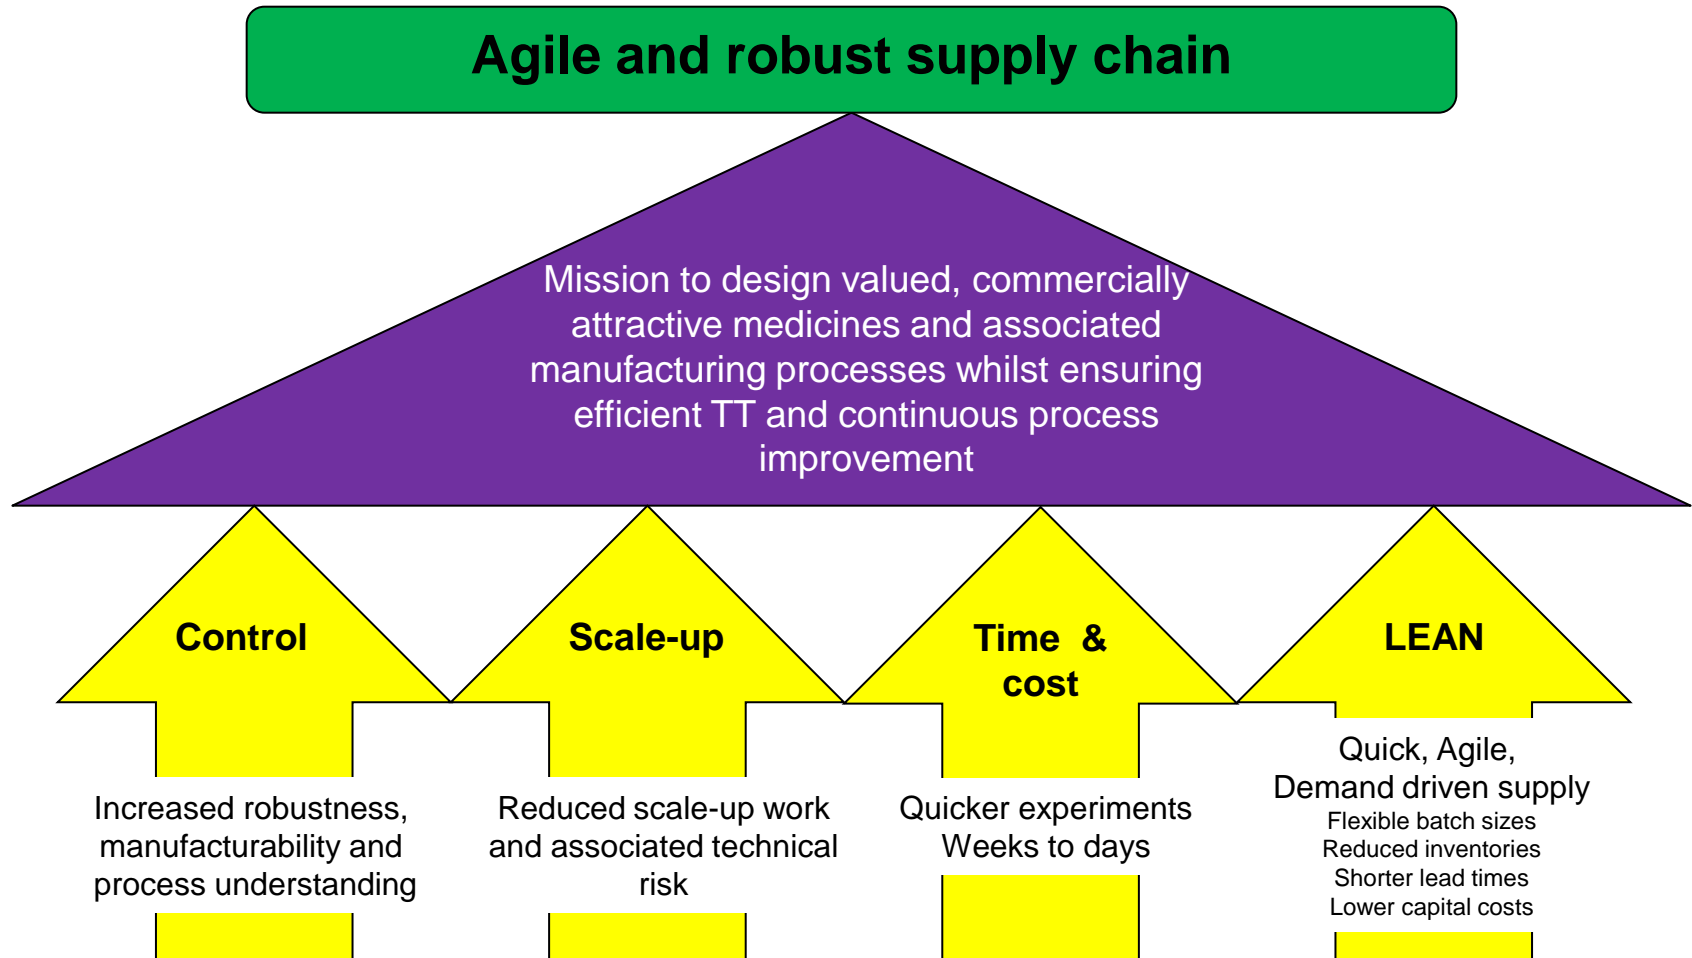 Agile and robust supply chain
Mission to design valued, commercially
attractive medicines and associated
manufacturing processes whilst ensuring
efficient TT and continuous process
improvement
Control
Scale-up
Time & cost
LEAN
Increased robustness,
manufacturability and
process understanding
Reduced scale-up work
and associated technical
risk
Quicker experiments
Weeks to days
Quick, Agile,
Demand driven supply
Flexible batch sizes
Reduced inventories
Shorter lead times
Lower capital costs